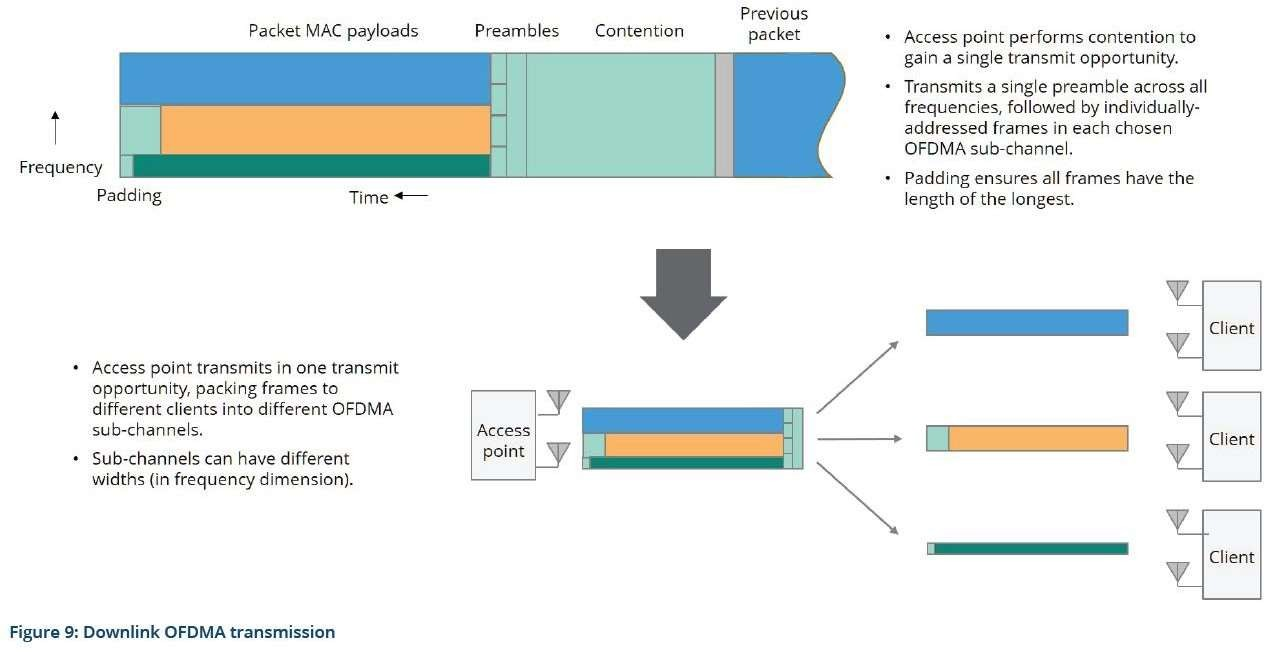 Packet MAC payloads
Preambles
Contention
Previous
packet
Frequency
Padding
Time
• Access point performs contention to
gain a single transmit opportunity.
• Transmits a single preamble across all
frequencies, followed by individually-
addressed frames in each chosen
OFDMA sub-channel.
• Padding ensures all frames have the
length of the longest.
• Access point transmits in one transmit
opportunity, packing frames to
different clients into different OFDMA
sub-channels.
• Sub-channels can have different
widths (in frequency dimension).
Access
point
Client
Client
Client
Figure 9: Downlink OFDMA transmission